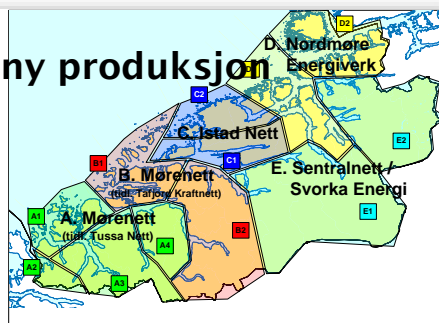 D2
D. Nordmøre
Energiverk
ny produksjon
C2
C. Istad Nett
E2
B1
C1
E. Sentralnett /
Svorka Energi
B. Mørenett
(tidl. Tafjord Kraftnett)
E1
A1
A. Mørenett
(tidl. Tussa Nett)
B2
A4
A2
A3